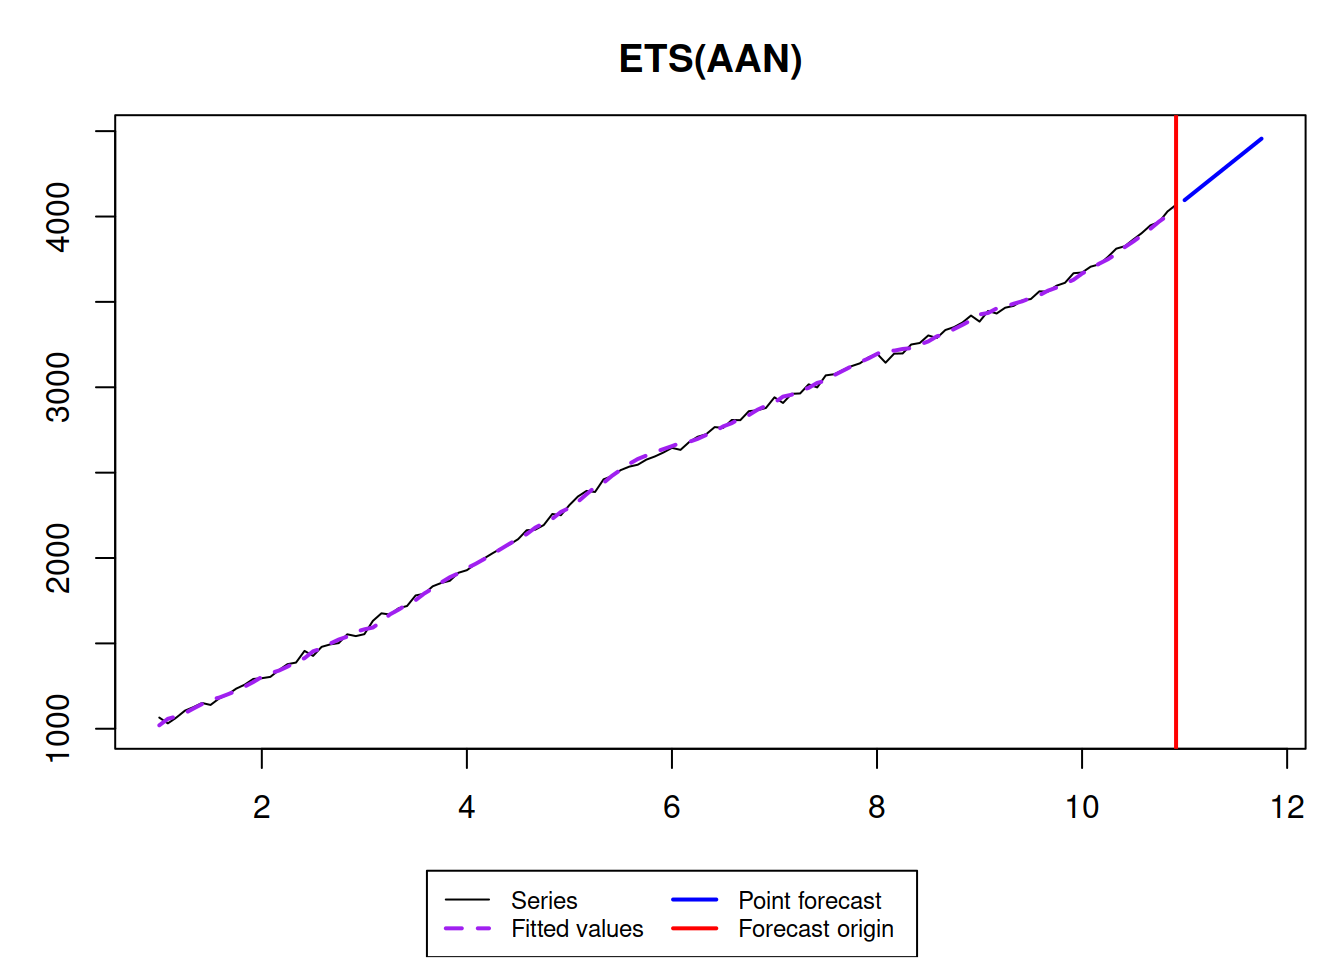 ETS(AAN)
4000
3000
2000
1000
2 4 6 8 10 12
Series Point forecast
Fitted values Forecast origin